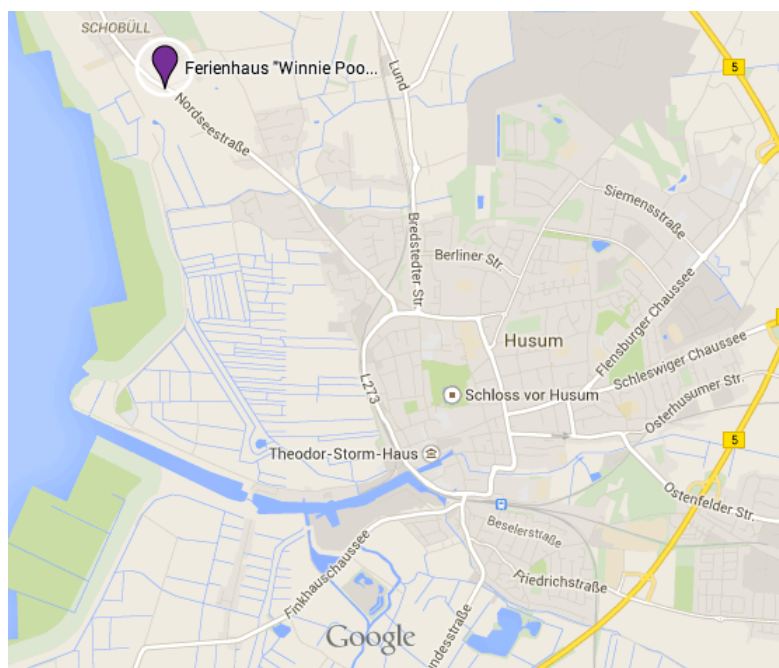 SCHOBÜLL
Ferienhaus "Winnie Poo...
Nordseestraße
Lund
5
Siemensstraße
Bredstedter Str.
Berliner Str.
Flensburger Chaussee
Husum
Schleswiger Chaussee
L273
Schloss vor Husum
Osterhusumer Str.
5
Theodor-Storm-Haus
Ostenfelder Str.
Beselerstraße
Finkhauschaussee
Friedrichstraße
Google
ndesstraße